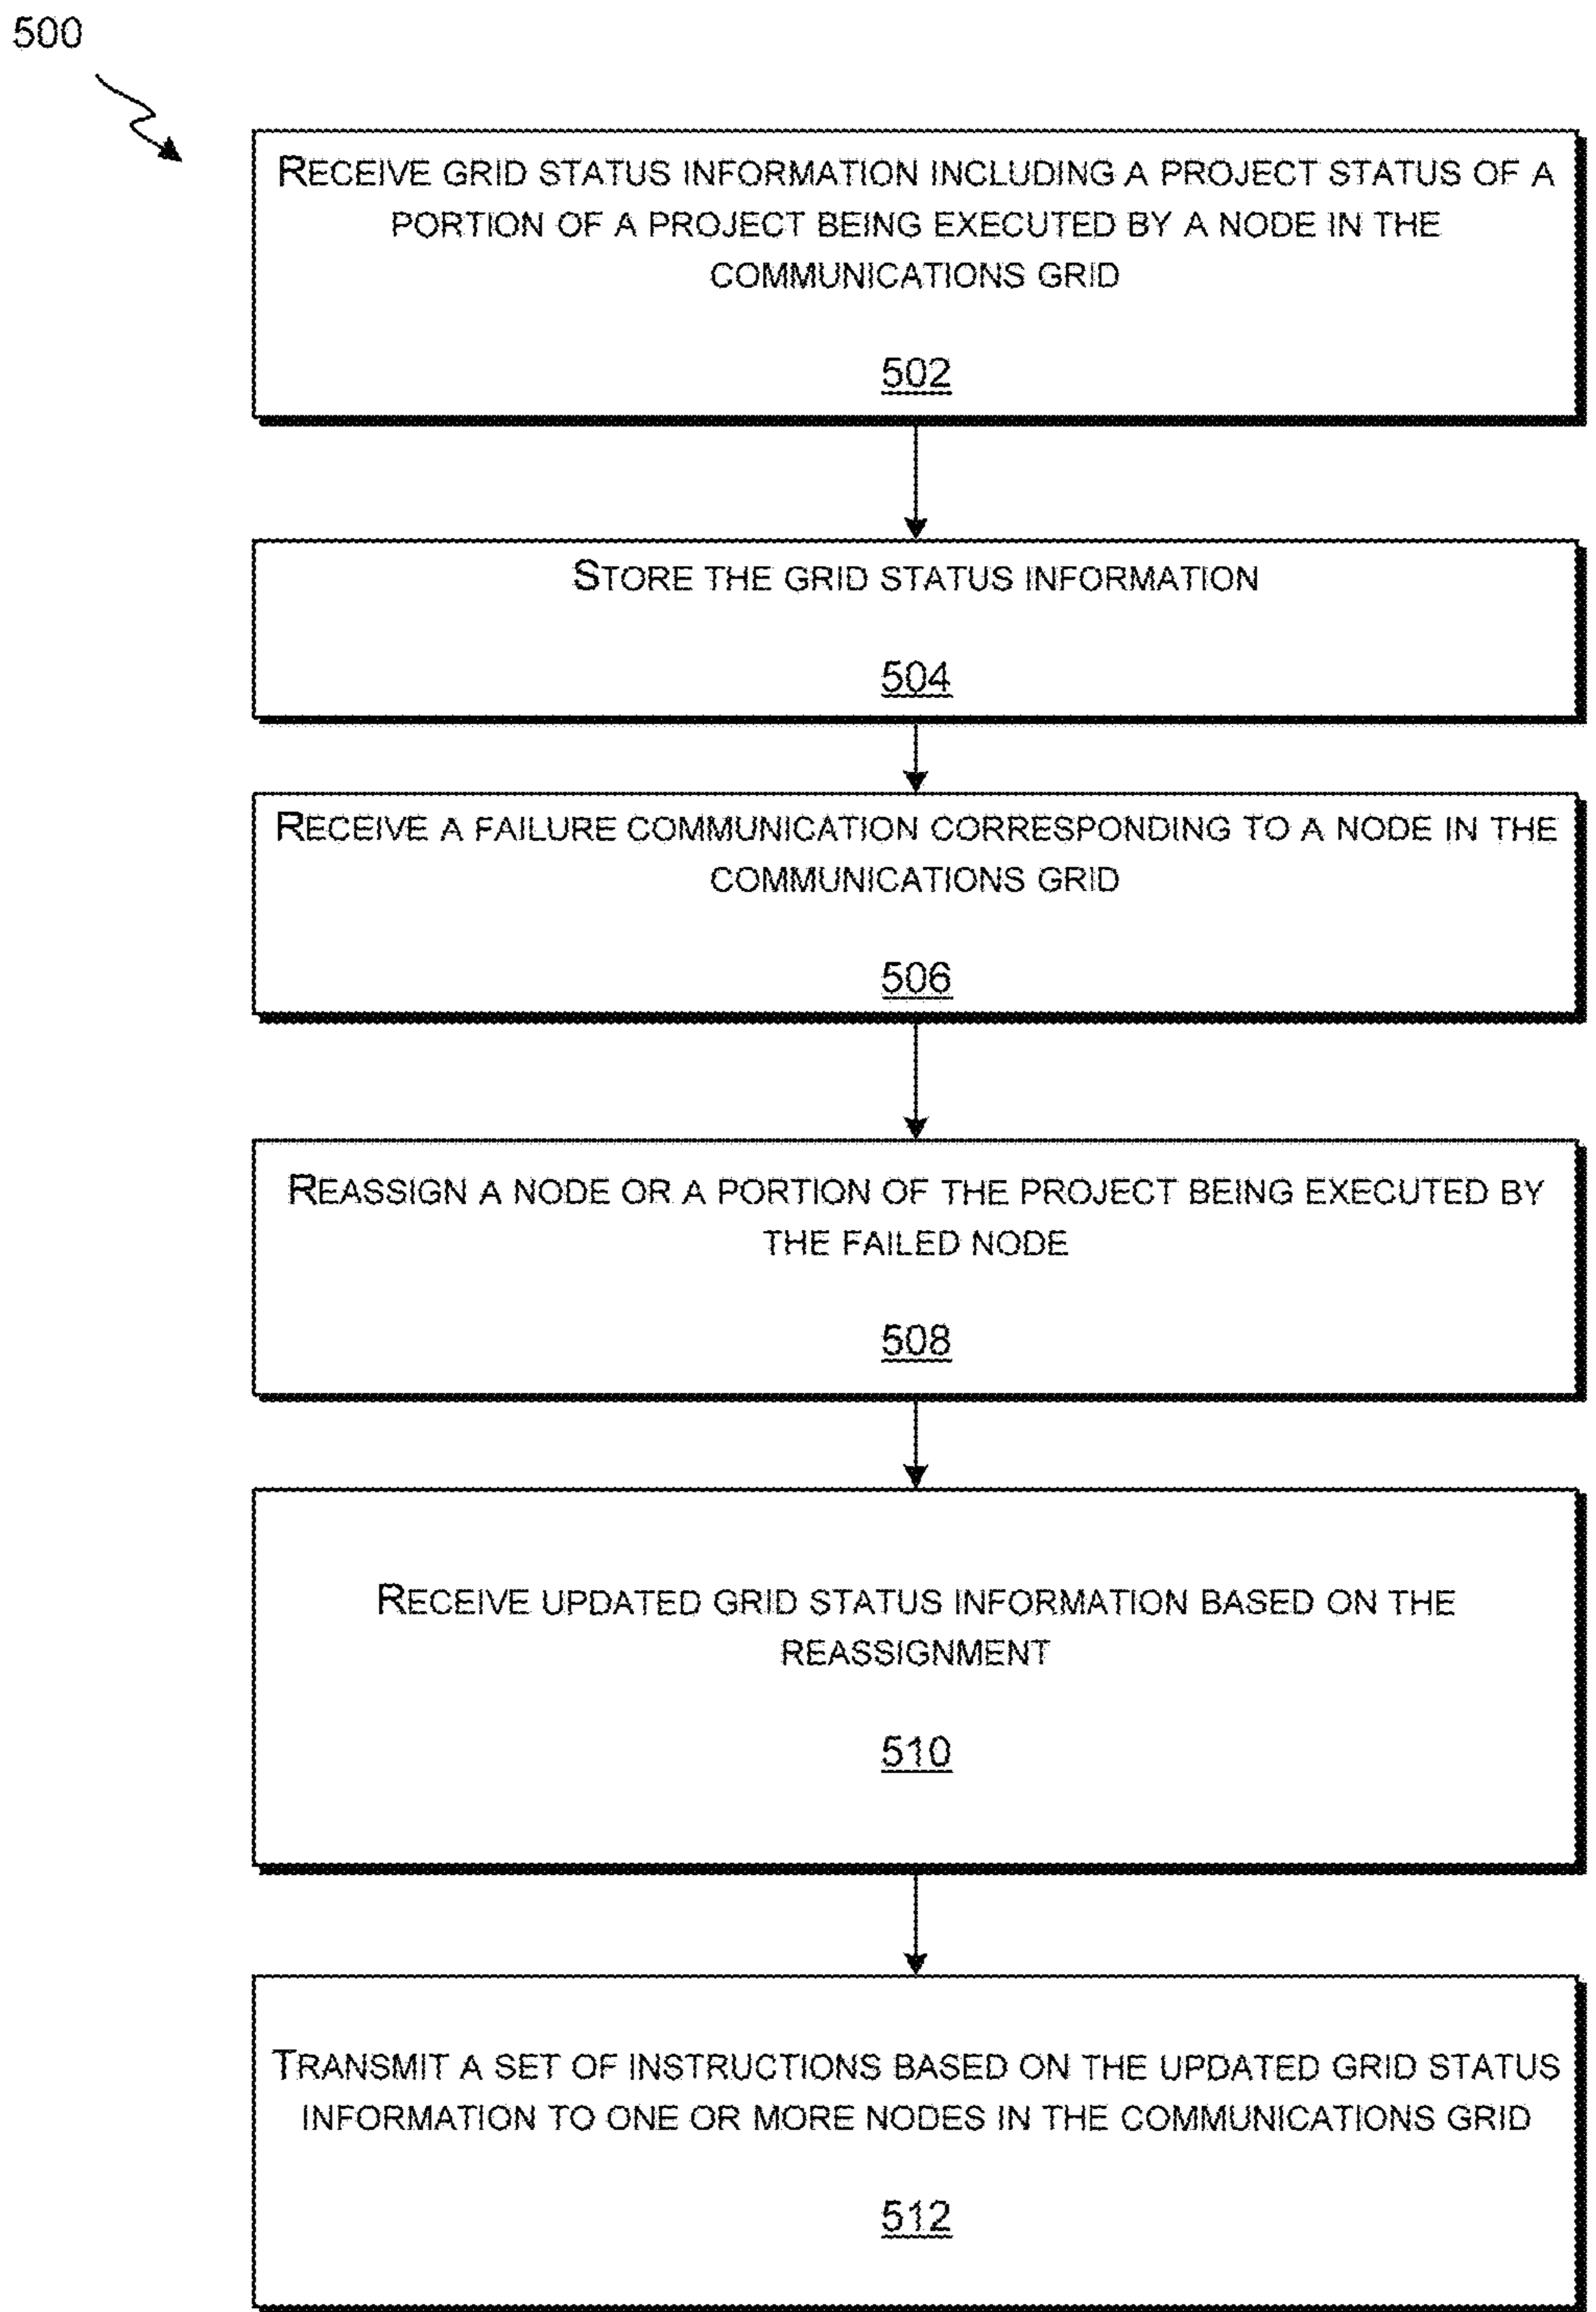 500
RECEIVE GRID STATUS INFORMATION INCLUDING A PROJECT STATUS OF A
PORTION OF A PROJECT BEING EXECUTED BY A NODE IN THE
COMMUNICATIONS GRID
502
STORE THE GRID STATUS INFORMATION
504
RECEIVE A FAILURE COMMUNICATION CORRESPONDING TO A NODE IN THE
COMMUNICATIONS GRID
506
REASSIGN A NODE OR A PORTION OF THE PROJECT BEING EXECUTED BY
THE FAILED NODE
508
RECEIVE UPDATED GRID STATUS INFORMATION BASED ON THE
REASSIGNMENT
510
TRANSMIT A SET OF INSTRUCTIONS BASED ON THE UPDATED GRID STATUS
INFORMATION TO ONE OR MORE NODES IN THE COMMUNICATIONS GRID
512